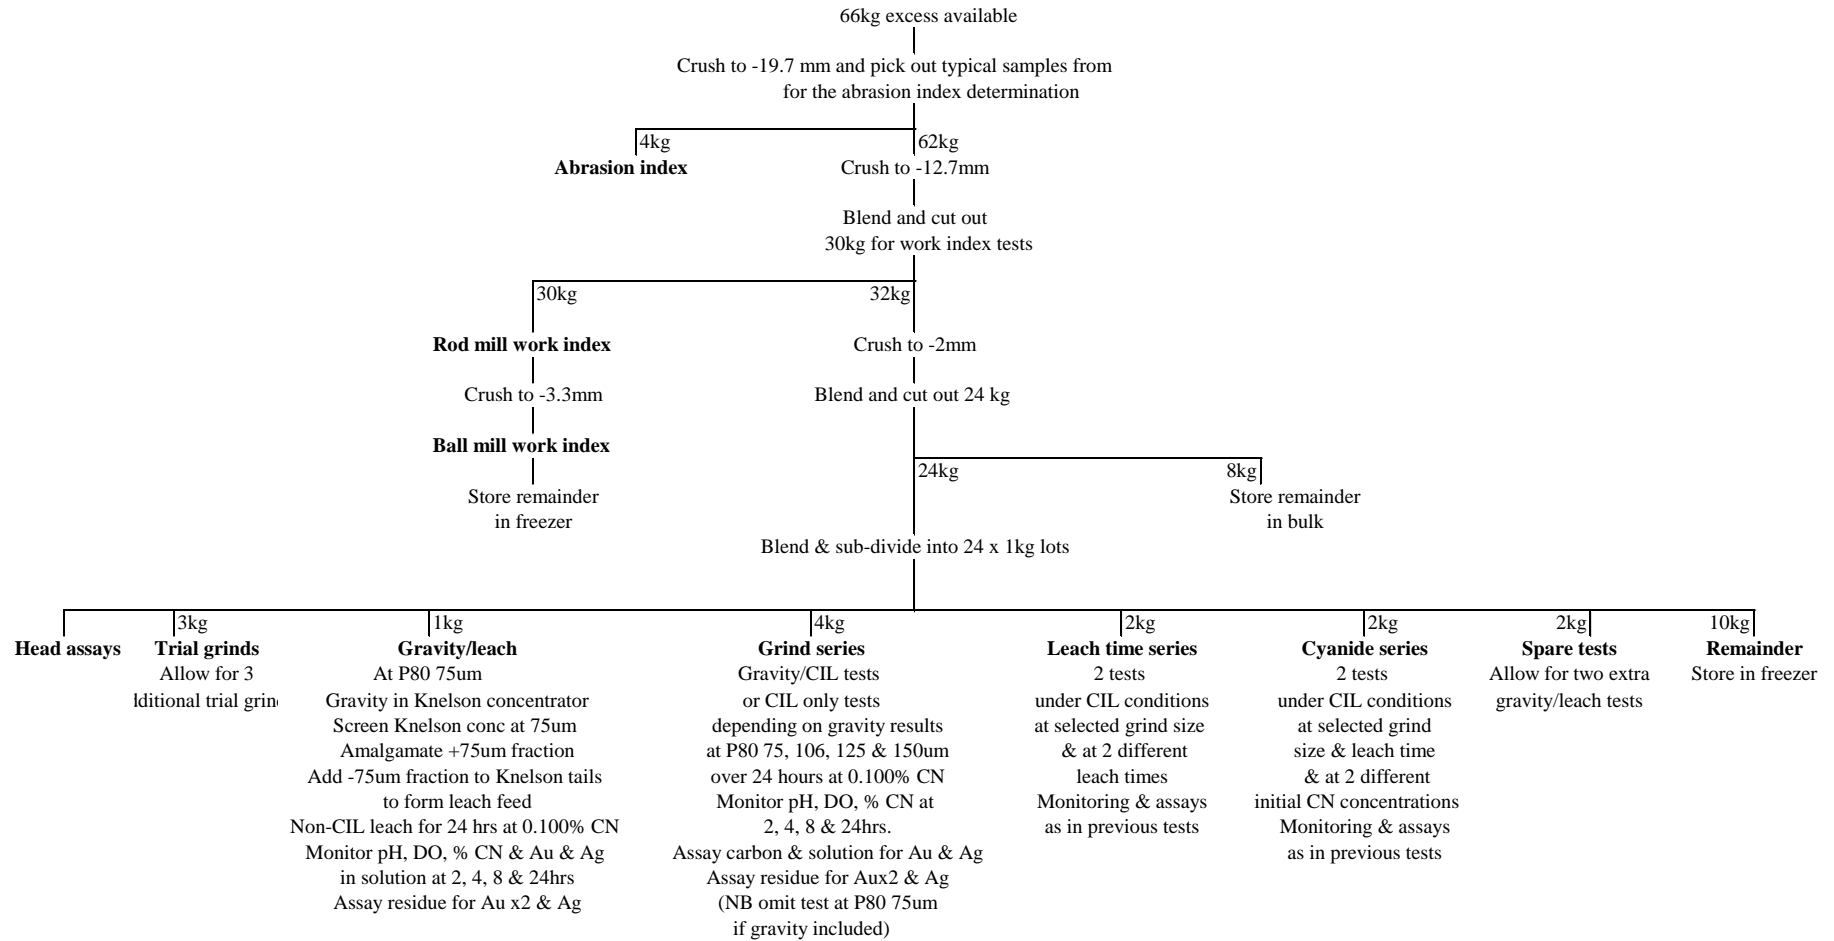 66kg excess available
Crush to -19.7 mm and pick out typical samples from
for the abrasion index determination
4kg
62kg
Abrasion index
Crush to -12.7mm
Blend and cut out
30kg for work index tests
30kg
32kg
Rod mill work index
Crush to -2mm
Crush to -3.3mm
Blend and cut out 24 kg
Ball mill work index
24kg
8kg
Store remainder
in freezer
Store remainder
in bulk
Blend & sub-divide into 24 x 1kg lots
Head assays
3kg
Trial grinds
Allow for 3
dditional trial grin
1kg
Gravity/leach
At P80 75um
Gravity in Knelson concentrator
Screen Knelson conc at 75um
Amalgamate +75um fraction
Add -75um fraction to Knelson tails
to form leach feed
Non-CIL leach for 24 hrs at 0.100% CN
Monitor pH, DO, % CN & Au & Ag
in solution at 2, 4, 8 & 24hrs
Assay residue for Au x2 & Ag
4kg
Grind series
Gravity/CIL tests
or CIL only tests
depending on gravity results
at P80 75, 106, 125 & 150um
over 24 hours at 0.100% CN
Monitor pH, DO, % CN at
2, 4, 8 & 24hrs.
Assay carbon & solution for Au & Ag
Assay residue for Aux2 & Ag
(NB omit test at P80 75um
if gravity included)
2kg
Leach time series
2 tests
under CIL conditions
at selected grind size
& at 2 different
leach times
Monitoring & assays
as in previous tests
2kg
Cyanide series
2 tests
under CIL conditions
at selected grind
size & leach time
& at 2 different
initial CN concentrations
Monitoring & assays
as in previous tests
2kg
Spare tests
Allow for two extra
gravity/leach tests
10kg
Remainder
Store in freezer